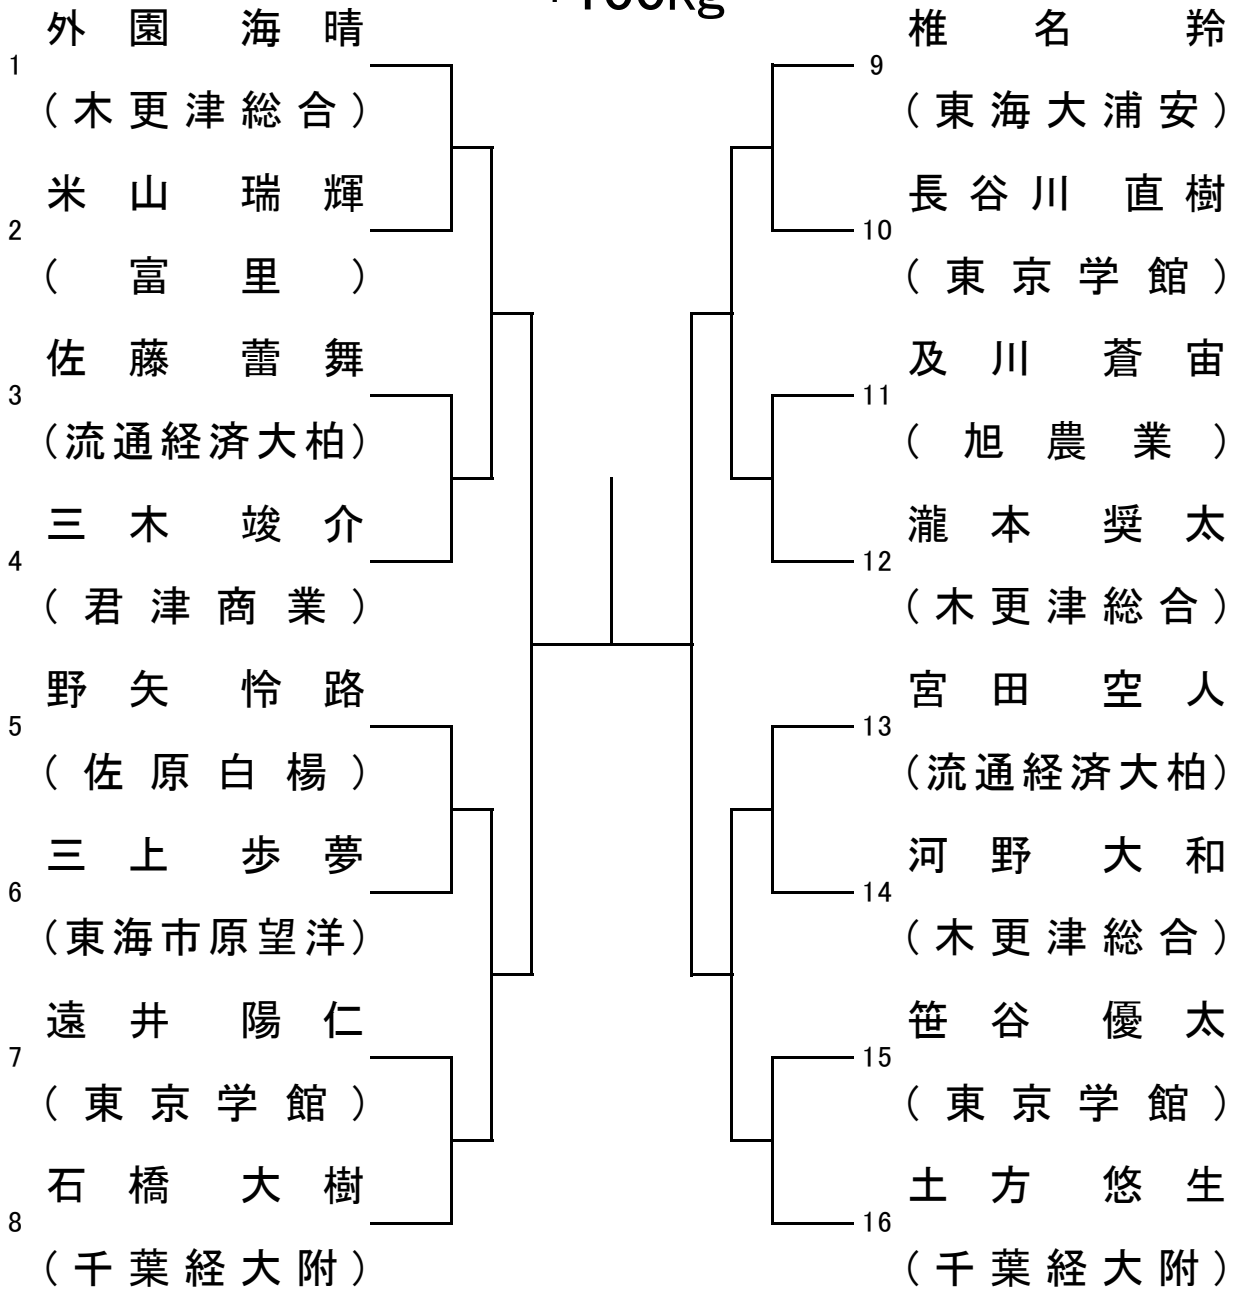 +100Kg
外園 海晴
1
(木更津総合)
米山 瑞輝
2
(富里)
佐藤 蕾舞
3
(流通経済大柏)
三木 竣介
4
(君津商業)
野矢 怜路
5
(佐原白楊)
三上 歩夢
6
(東海市原望洋)
遠井 陽仁
7
(東京学館)
石橋 大樹
8
(千葉経大附)
椎名 羚
9
(東海大浦安)
長谷川 直樹
10
(東京学館)
及川 蒼宙
11
(旭農業)
瀧本 奨太
12
(木更津総合)
宮田 空人
13
(流通経済大柏)
河野 大和
14
(木更津総合)
笹谷 優太
15
(東京学館)
土方 悠生
16
(千葉経大附)